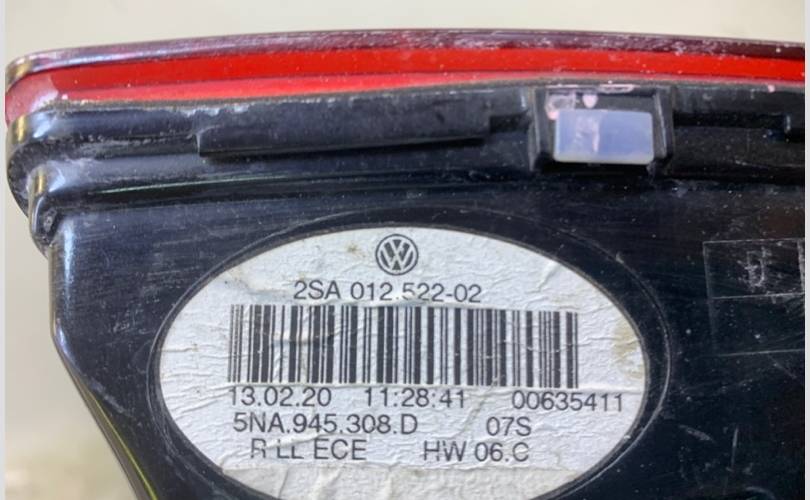 VW
2SA 012.522-02
13.02.20 11:28:41 00635411
5NA.945.308.D 07S
R LL ECE HW 06.C